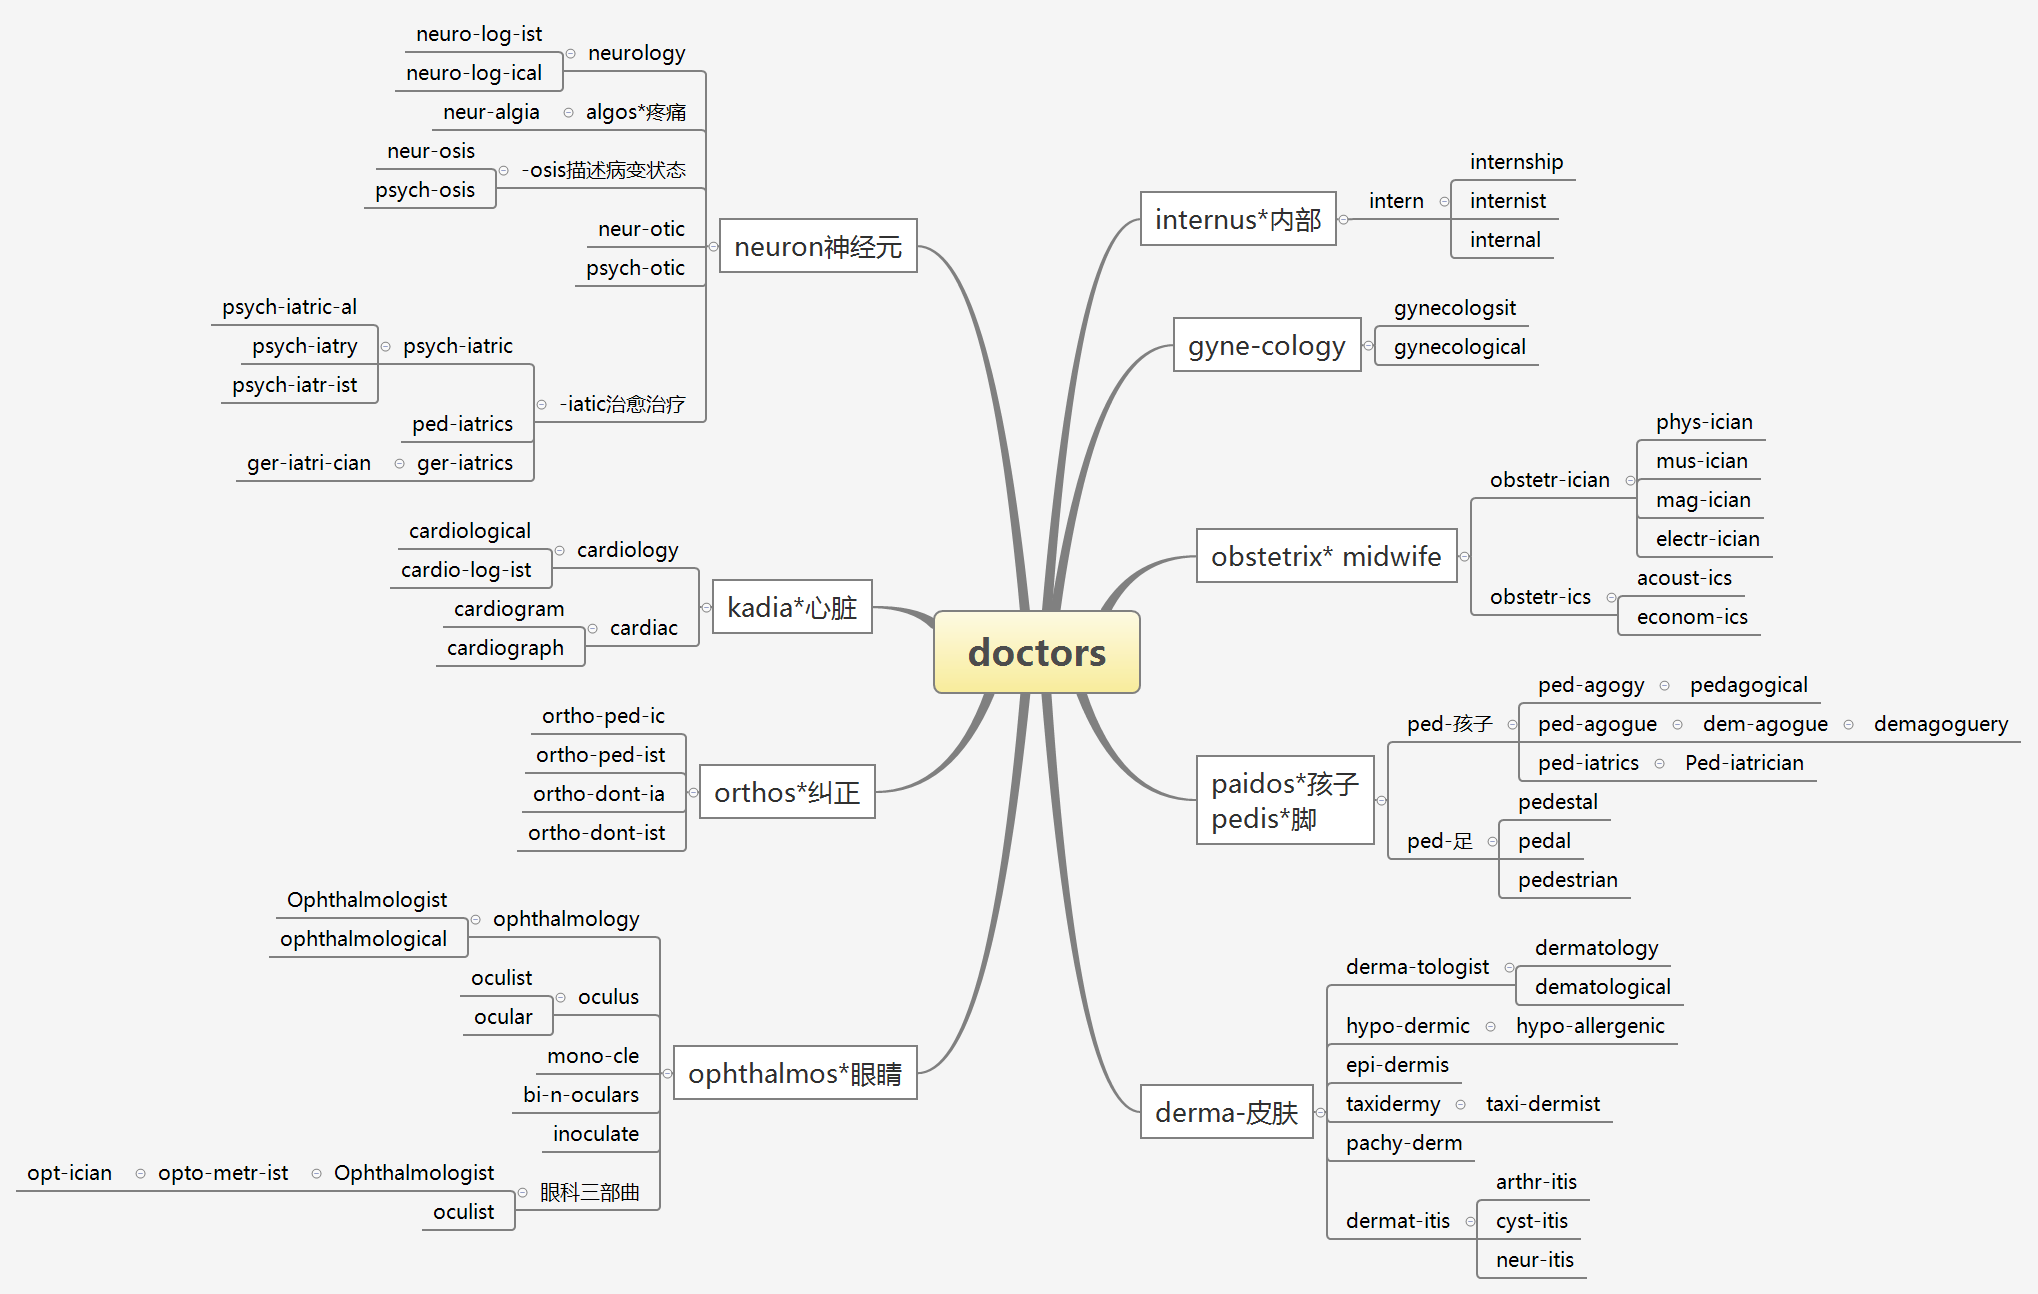 doctors
internus*内部
intern
internship
internist
internal
gyne-cology
gynecologsit
gynecological
obstetrix* midwife
obstetr-ician
phys-ician
mus-ician
mag-ician
electr-ician
obstetr-ics
acoust-ics
econom-ics
paidos*孩子
pedis*脚
ped-孩子
ped-agogy
pedagogical
ped-agogue
dem-agogue
demagoguery
ped-iatrics
Ped-iatrician
ped-足
pedestal
pedal
pedestrian
derma-皮肤
derma-tologist
dermatology
dematological
hypo-dermic
hypo-allergenic
epi-dermis
taxidermy
taxi-dermist
pachy-derm
dermat-itis
arthr-itis
cyst-itis
neur-itis
neuron神经元
neurology
neuro-log-ist
neuro-log-ical
algos*疼痛
neur-algia
-osis描述病变状态
neur-osis
psych-osis
neur-otic
psych-otic
-iatic治愈治疗
psych-iatric
psych-iatric-al
psych-iatry
psych-iatr-ist
ped-iatrics
ger-iatrics
ger-iatri-cian
kadia*心脏
cardiology
cardiological
cardio-log-ist
cardiac
cardiogram
cardiograph
orthos*纠正
ortho-ped-ic
ortho-ped-ist
ortho-dont-ia
ortho-dont-ist
ophthalmos*眼睛
ophthalmology
Ophthalmologist
ophthalmological
oculus
oculist
ocular
mono-cle
bi-n-oculars
inoculate
眼科三部曲
Ophthalmologist
opto-metr-ist
opt-ician
oculist